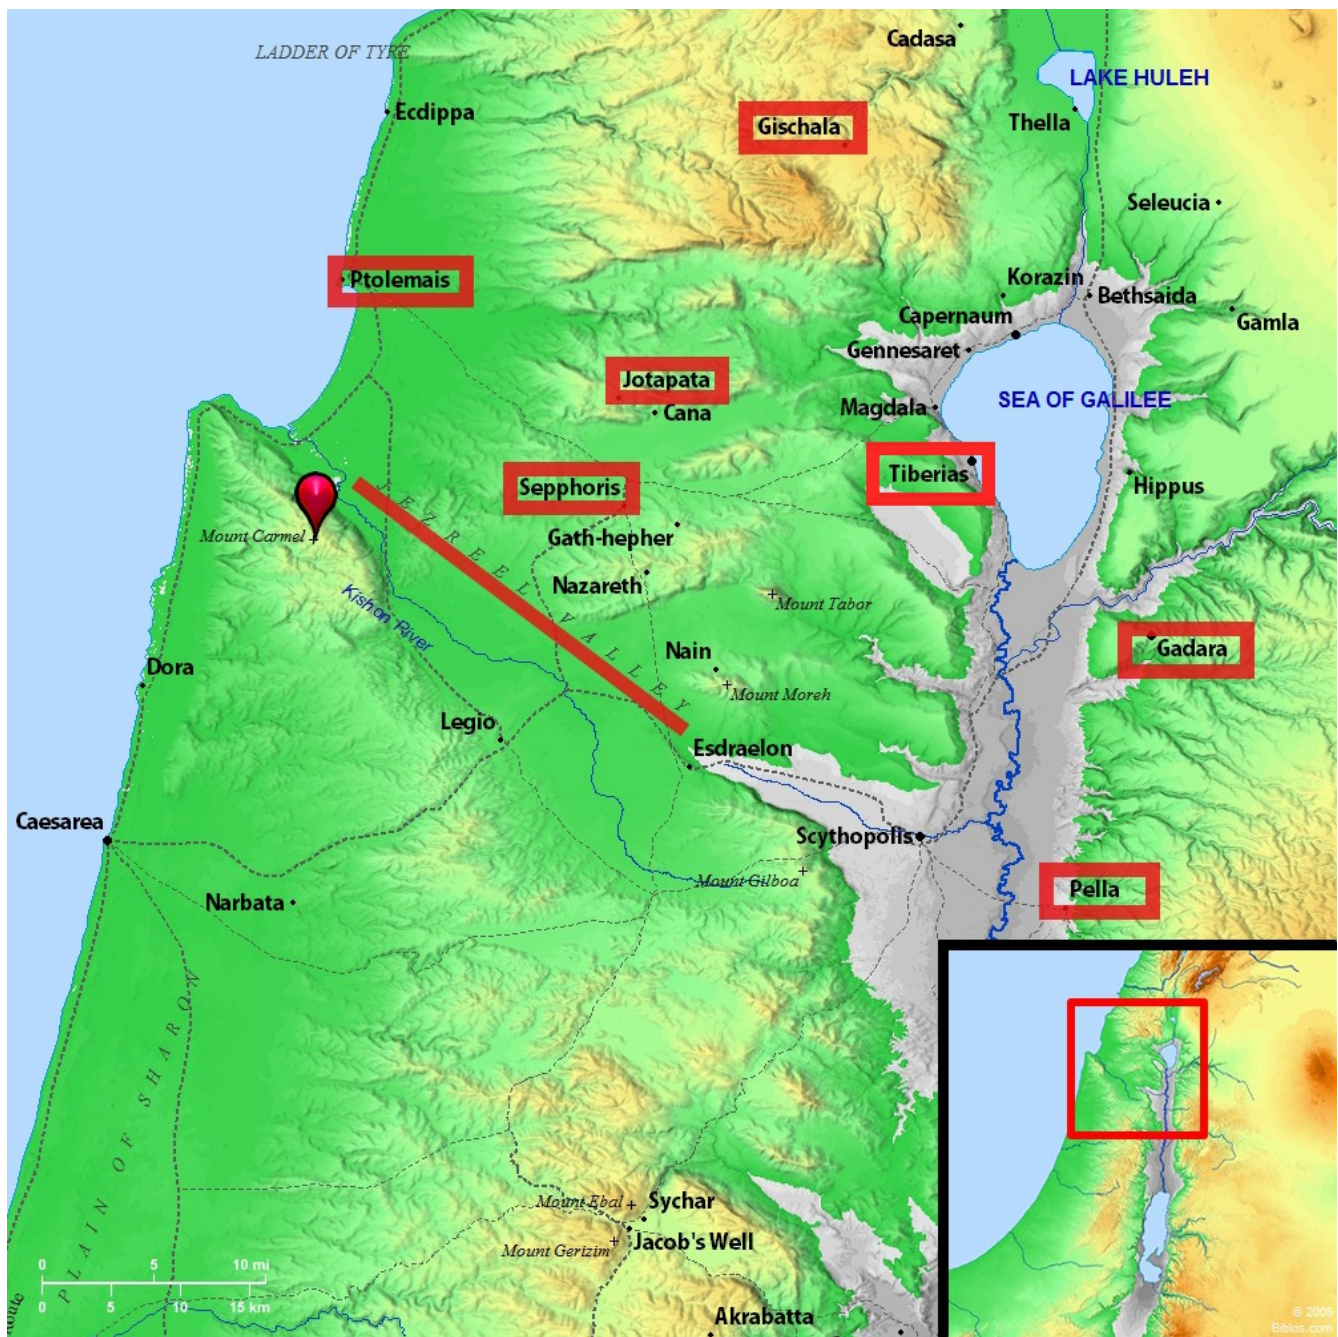 Cadasa
LADDER OF TYRE
LAKE HULEH
Ecdippa
Thella
Gischala
Seleucia
Ptolemais
Korazin
Bethsaida
Capernaum
Gamla
Gennesaret
Jotapata
Cana
Magdala
SEA OF GALILEE
Tiberias
Sepphoris
Hippus
JEZREEL VALLEY
Mount Carmel
Gath-hepher
Nazareth
Mount Tabor
Kishon River
Gadara
Nain
Dora
Mount Moreh
Legio
Esdraelon
Caesarea
Scythopolis
Mount Gilboa
Pella
Narbata
PLAIN OF SHARON
Mount Ebal
Sychar
Jacob's Well
Mount Gerizim
0 5 10 mi
0 5 10 15 km
Route
Akrabatta
© 2008
Biblos.com